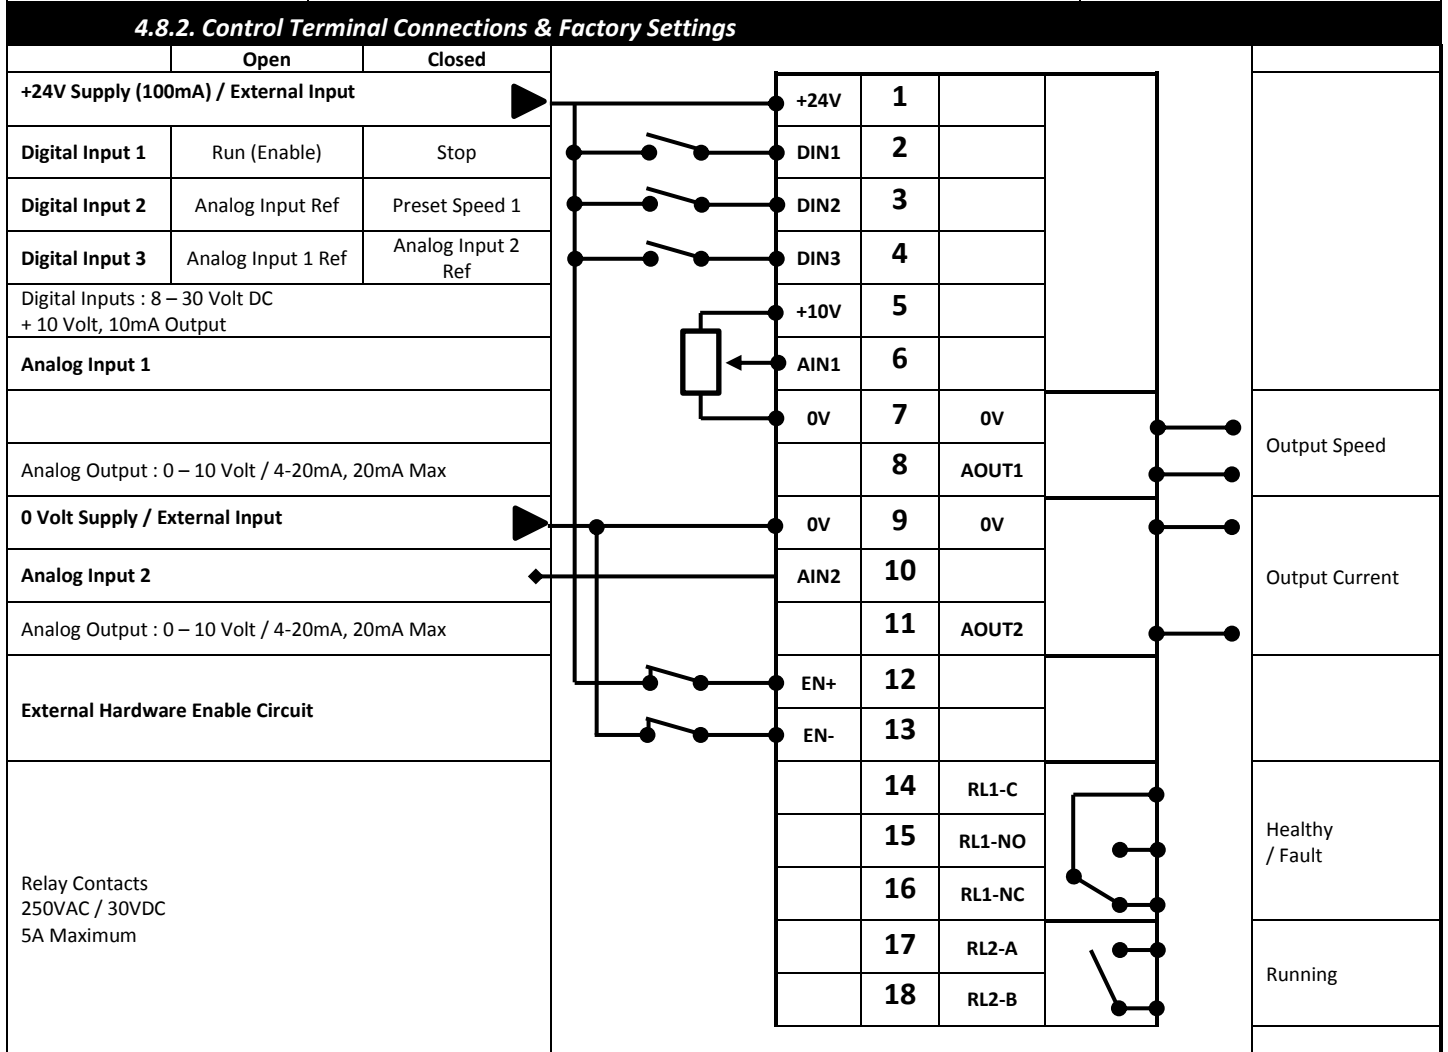 4.8.2. Control Terminal Connections & Factory Settings
Open Closed
+24V Supply (100mA) / External Input
+24V 1
Digital Input 1 Run (Enable) Stop
DIN1 2
Digital Input 2 Analog Input Ref Preset Speed 1
DIN2 3
Digital Input 3 Analog Input 1 Ref Analog Input 2
Ref
DIN3 4
Digital Inputs : 8 – 30 Volt DC
+ 10 Volt, 10mA Output
+10V 5
Analog Input 1
AIN1 6
0V 7 0V
Output Speed
Analog Output : 0 – 10 Volt / 4-20mA, 20mA Max
8 AOUT1
0 Volt Supply / External Input
0V 9 0V
Analog Input 2
AIN2 10
Output Current
Analog Output : 0 – 10 Volt / 4-20mA, 20mA Max
11 AOUT2
External Hardware Enable Circuit
EN+ 12
EN- 13
14 RL1-C
15 RL1-NO
16 RL1-NC
Healthy
/ Fault
Relay Contacts
250VAC / 30VDC
5A Maximum
17 RL2-A
18 RL2-B
Running